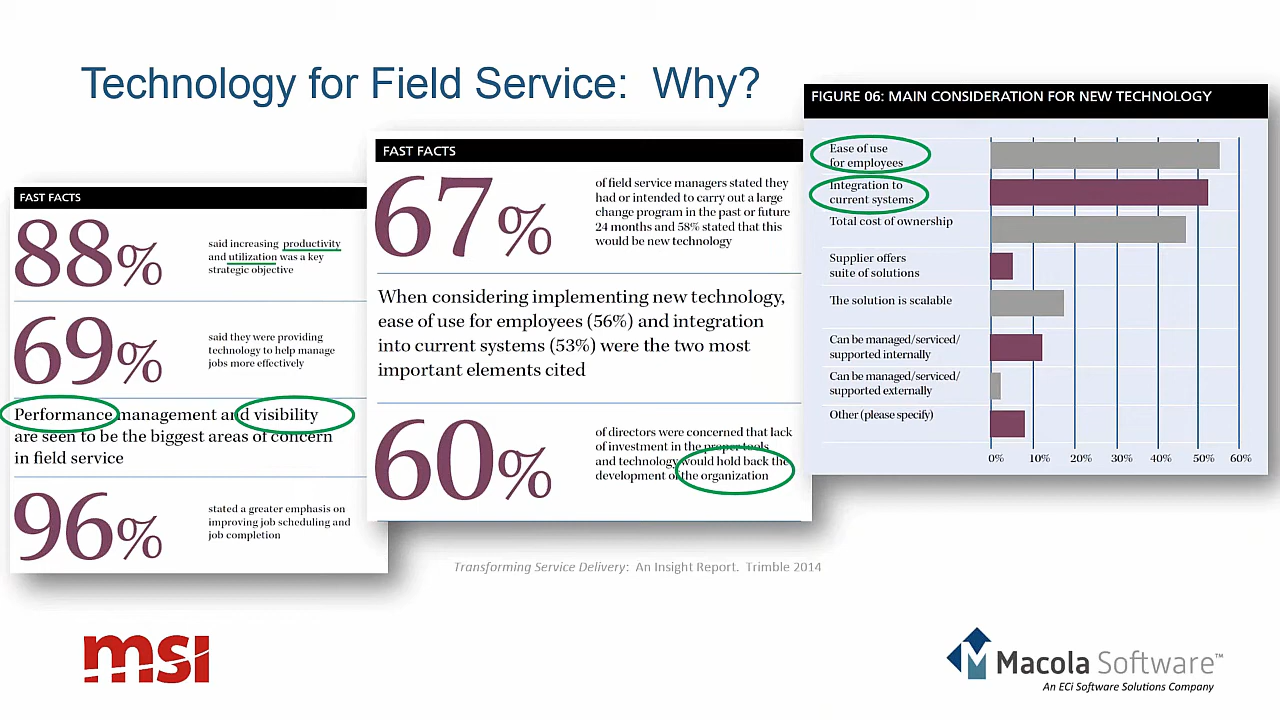 Technology for Field Service:  Why?
FAST FACTS
88%
said increasing productivity
and utilization was a key
strategic objective
69%
said they were providing
technology to help manage
jobs more effectively
Performance management and visibility
are seen to be the biggest areas of concern
in field service
96%
stated a greater emphasis on
improving job scheduling and
job completion
FAST FACTS
67%
of field service managers stated they
had or intended to carry out a large
change program in the past or future
24 months and 58% stated that this
would be new technology
When considering implementing new technology,
ease of use for employees (56%) and integration
into current systems (53%) were the two most
important elements cited
60%
of directors were concerned that lack
of investment in the proper tools
and technology would hold back the
development of the organization
FIGURE 06: MAIN CONSIDERATION FOR NEW TECHNOLOGY
Ease of use
for employees
Integration to
current systems
Total cost of ownership
Supplier offers
suite of solutions
The solution is scalable
Can be managed/serviced/
supported internally
Can be managed/serviced/
supported externally
Other (please specify)
0% 10% 20% 30% 40% 50% 60%
Transforming Service Delivery:  An Insight Report.  Trimble 2014
msi
Macola Software™
An ECi Software Solutions Company